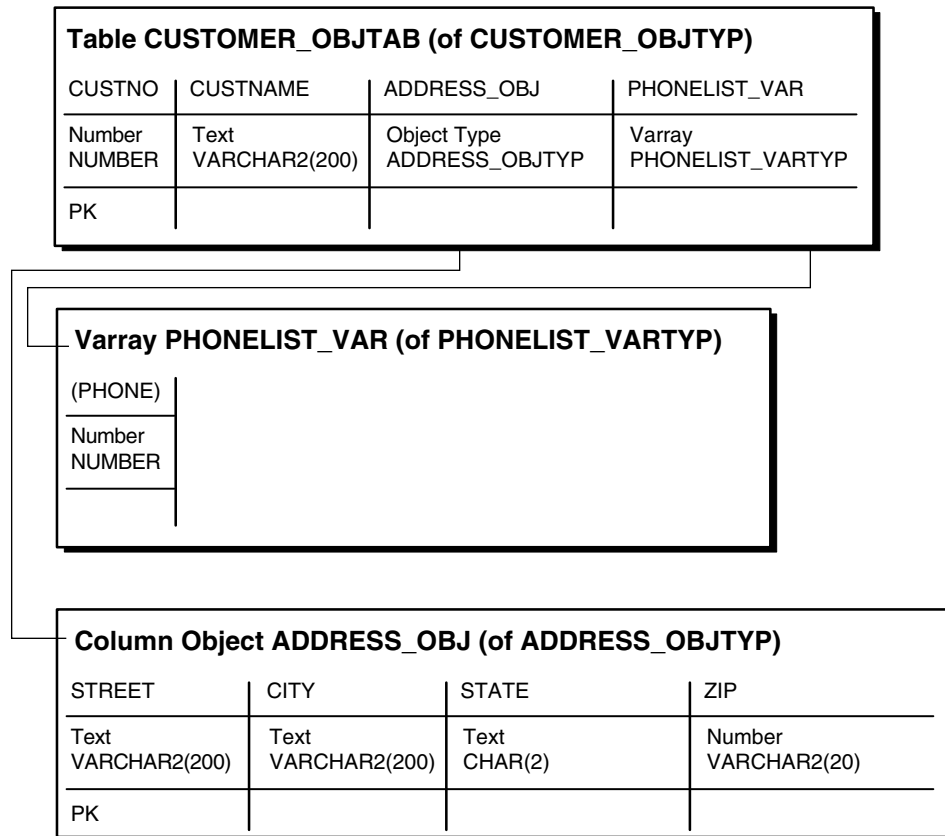 Table CUSTOMER_OBJTAB (of CUSTOMER_OBJTYP)
CUSTNO CUSTNAME ADDRESS_OBJ PHONELIST_VAR
Number Text Object Type Varray
NUMBER VARCHAR2(200) ADDRESS_OBJTYP PHONELIST_VARTYP
PK
Varray PHONELIST_VAR (of PHONELIST_VARTYP)
(PHONE)
Number
NUMBER
Column Object ADDRESS_OBJ (of ADDRESS_OBJTYP)
STREET CITY STATE ZIP
Text Text Text Number
VARCHAR2(200) VARCHAR2(200) CHAR(2) VARCHAR2(20)
PK